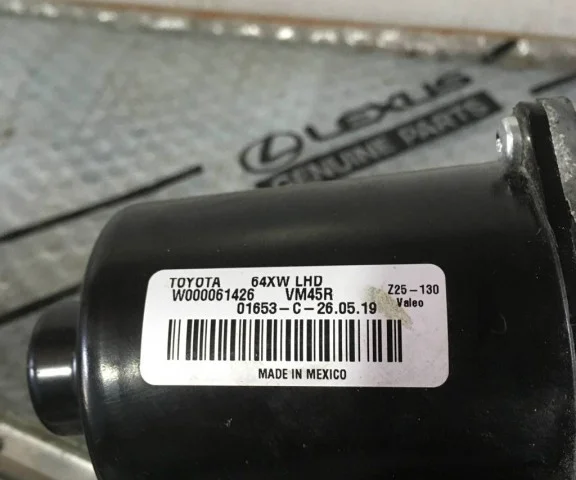 LEXUS
GENUINE PARTS
TOYOTA 64XW LHD
W000061426 VM45R Z25-130
01653-C-26.05.19 Valeo
MADE IN MEXICO